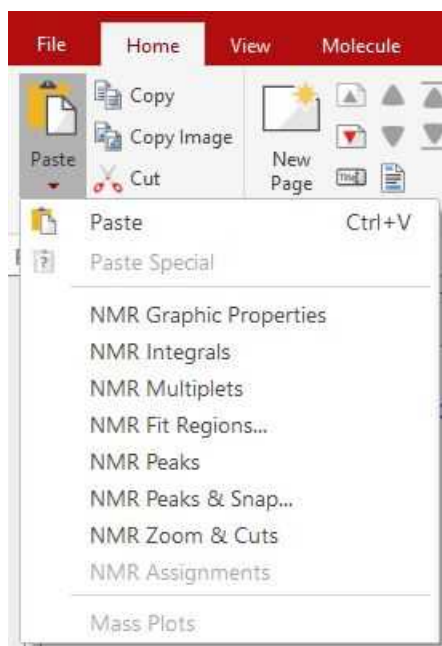 File Home View Molecule
Copy
Copy Image
Cut
Paste
New
Page
Title
Paste Ctrl+V
Paste Special
NMR Graphic Properties
NMR Integrals
NMR Multiplets
NMR Fit Regions...
NMR Peaks
NMR Peaks & Snap...
NMR Zoom & Cuts
NMR Assignments
Mass Plots